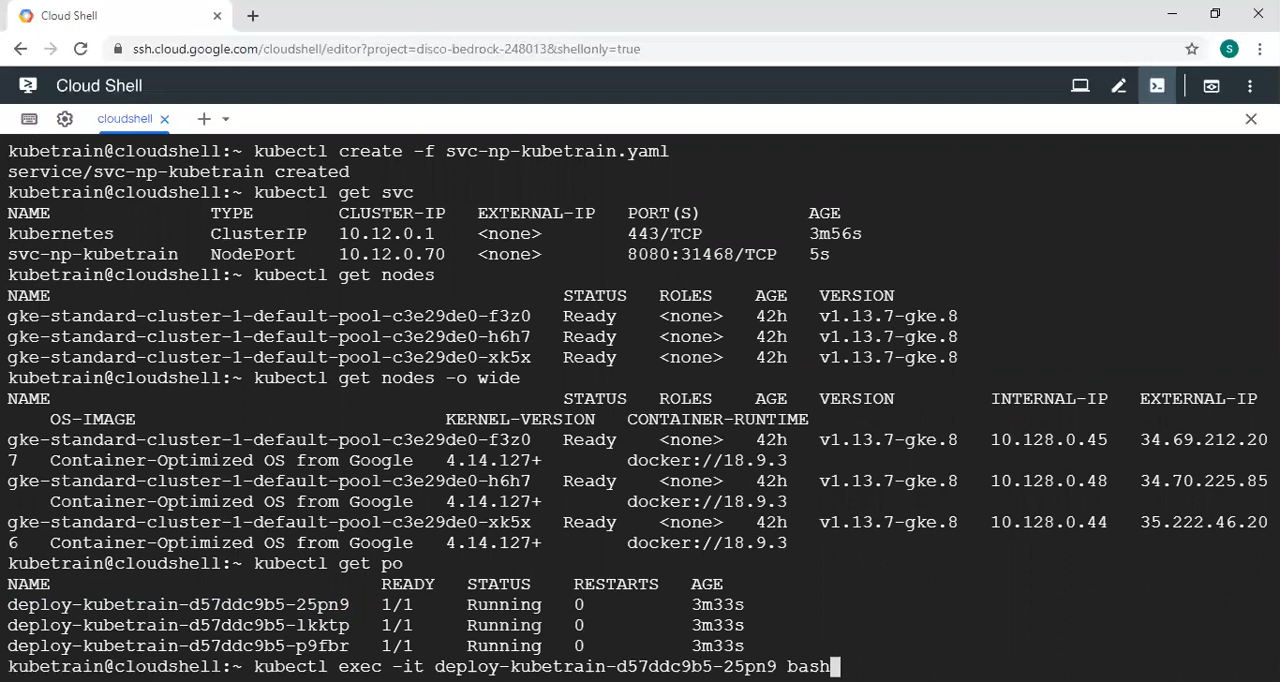 Cloud Shell
ssh.cloud.google.com/cloudshell/editor?project=disco-bedrock-248013&shellonly=true
S
Cloud Shell
cloudshell
kubetrain@cloudshell:~ kubectl create -f svc-np-kubetrain.yaml
service/svc-np-kubetrain created
kubetrain@cloudshell:~ kubectl get svc
NAME TYPE CLUSTER-IP EXTERNAL-IP PORT(S) AGE
kubernetes ClusterIP 10.12.0.1 <none> 443/TCP 3m56s
svc-np-kubetrain NodePort 10.12.0.70 <none> 8080:31468/TCP 5s
kubetrain@cloudshell:~ kubectl get nodes
NAME STATUS ROLES AGE VERSION
gke-standard-cluster-1-default-pool-c3e29de0-f3z0 Ready <none> 42h v1.13.7-gke.8
gke-standard-cluster-1-default-pool-c3e29de0-h6h7 Ready <none> 42h v1.13.7-gke.8
gke-standard-cluster-1-default-pool-c3e29de0-xk5x Ready <none> 42h v1.13.7-gke.8
kubetrain@cloudshell:~ kubectl get nodes -o wide
NAME STATUS ROLES AGE VERSION INTERNAL-IP EXTERNAL-IP
OS-IMAGE KERNEL-VERSION CONTAINER-RUNTIME
gke-standard-cluster-1-default-pool-c3e29de0-f3z0 Ready <none> 42h v1.13.7-gke.8 10.128.0.45 34.69.212.20
7 Container-Optimized OS from Google 4.14.127+ docker://18.9.3
gke-standard-cluster-1-default-pool-c3e29de0-h6h7 Ready <none> 42h v1.13.7-gke.8 10.128.0.48 34.70.225.85
Container-Optimized OS from Google 4.14.127+ docker://18.9.3
gke-standard-cluster-1-default-pool-c3e29de0-xk5x Ready <none> 42h v1.13.7-gke.8 10.128.0.44 35.222.46.20
6 Container-Optimized OS from Google 4.14.127+ docker://18.9.3
kubetrain@cloudshell:~ kubectl get po
NAME READY STATUS RESTARTS AGE
deploy-kubetrain-d57ddc9b5-25pn9 1/1 Running 0 3m33s
deploy-kubetrain-d57ddc9b5-lkktp 1/1 Running 0 3m33s
deploy-kubetrain-d57ddc9b5-p9fbr 1/1 Running 0 3m33s
kubetrain@cloudshell:~ kubectl exec -it deploy-kubetrain-d57ddc9b5-25pn9 bash